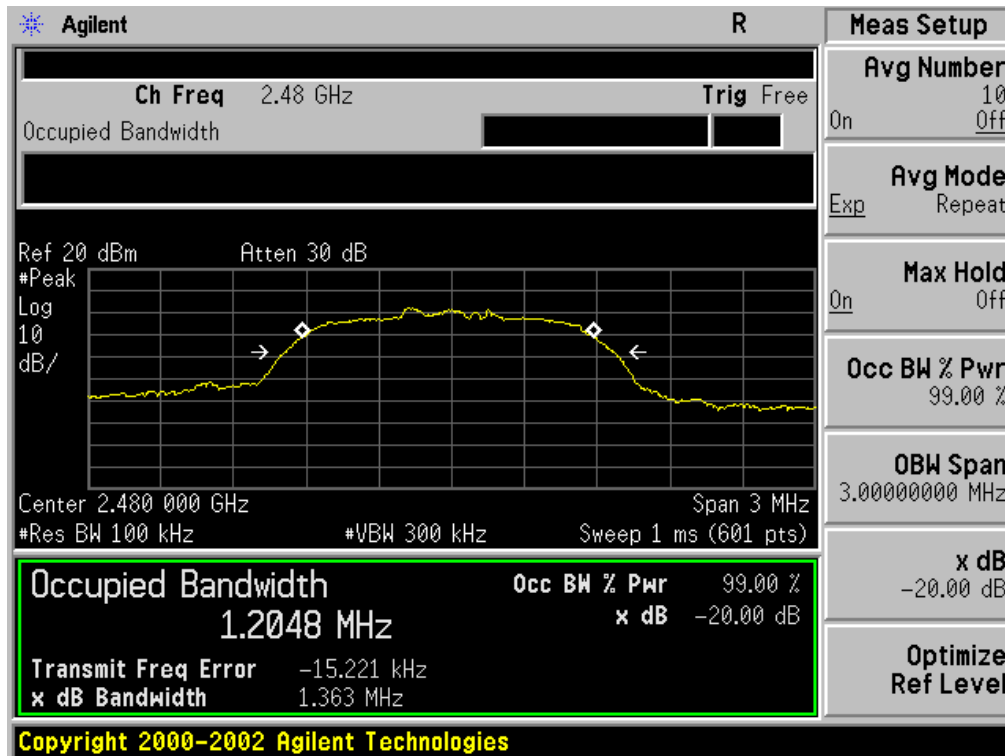 Agilent R Meas Setup
Ch Freq 2.48 GHz Trig Free
Occupied Bandwidth
Ref 20 dBm Atten 30 dB
#Peak
Log
10
dB/
Center 2.480 000 GHz Span 3 MHz
#Res BW 100 kHz #VBW 300 kHz Sweep 1 ms (601 pts)
Occupied Bandwidth Occ BW % Pwr 99.00 %
1.2048 MHz x dB -20.00 dB
Transmit Freq Error -15.221 kHz
x dB Bandwidth 1.363 MHz
Copyright 2000-2002 Agilent Technologies
Avg Number
10
On Off
Avg Mode
Exp Repeat
Max Hold
On Off
Occ BW % Pwr
99.00 %
OBW Span
3.00000000 MHz
x dB
-20.00 dB
Optimize
Ref Level